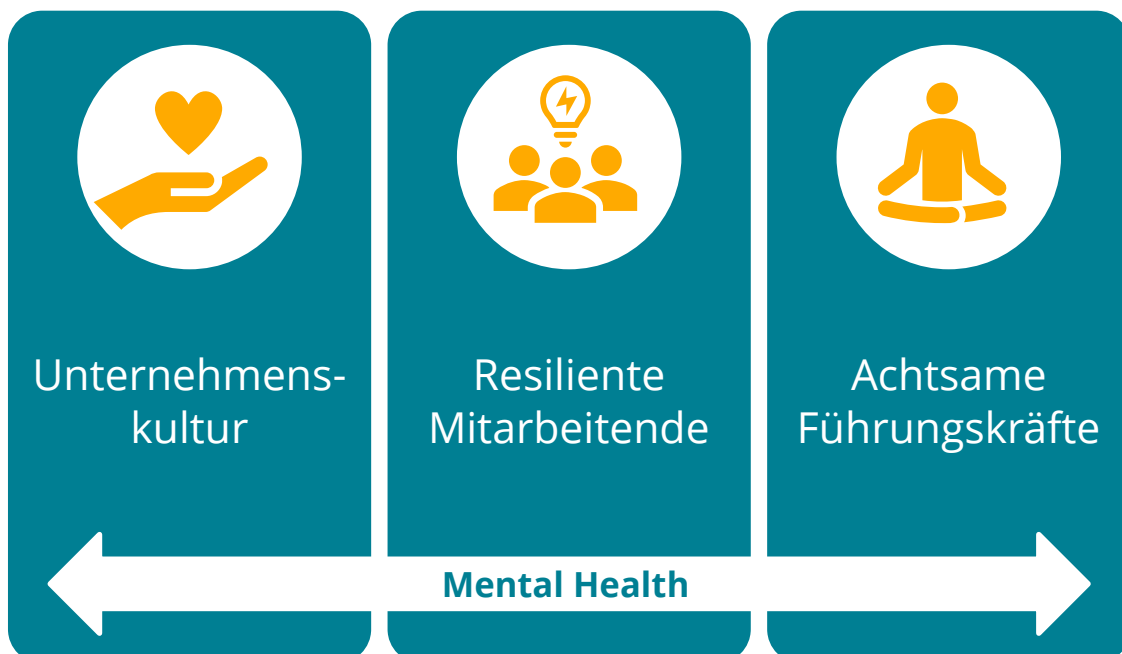 Unternehmens-
kultur
Resiliente
Mitarbeitende
Achtsame
Führungskräfte
Mental Health